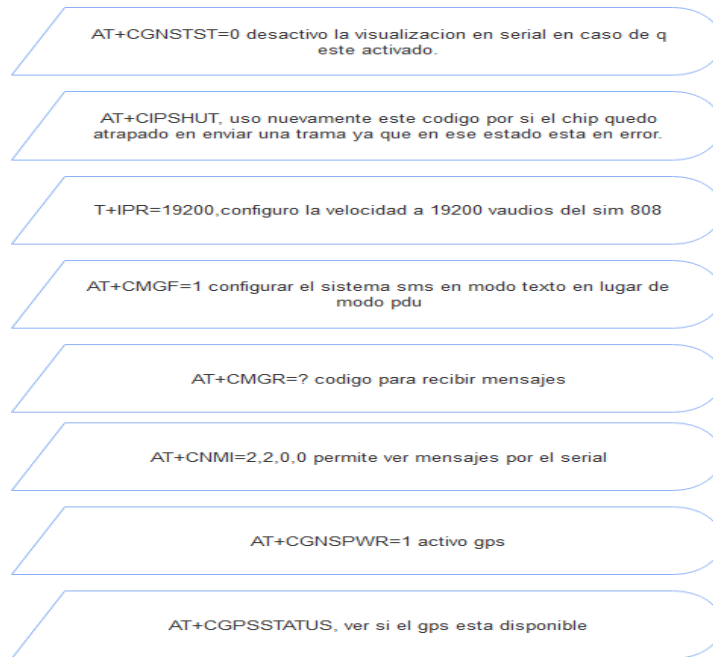 AT+CGNSTST=0 desactivo la visualizacion en serial en caso de q
este activado.
AT+CIPSHUT, uso nuevamente este codigo por si el chip quedo
atrapado en enviar una trama ya que en ese estado esta en error.
T+IPR=19200,configuro la velocidad a 19200 vaudios del sim 808
AT+CMGF=1 configurar el sistema sms en modo texto en lugar de
modo pdu
AT+CMGR=? codigo para recibir mensajes
AT+CNMI=2,2,0,0 permite ver mensajes por el serial
AT+CGNSPWR=1 activo gps
AT+CGPSSTATUS, ver si el gps esta disponible